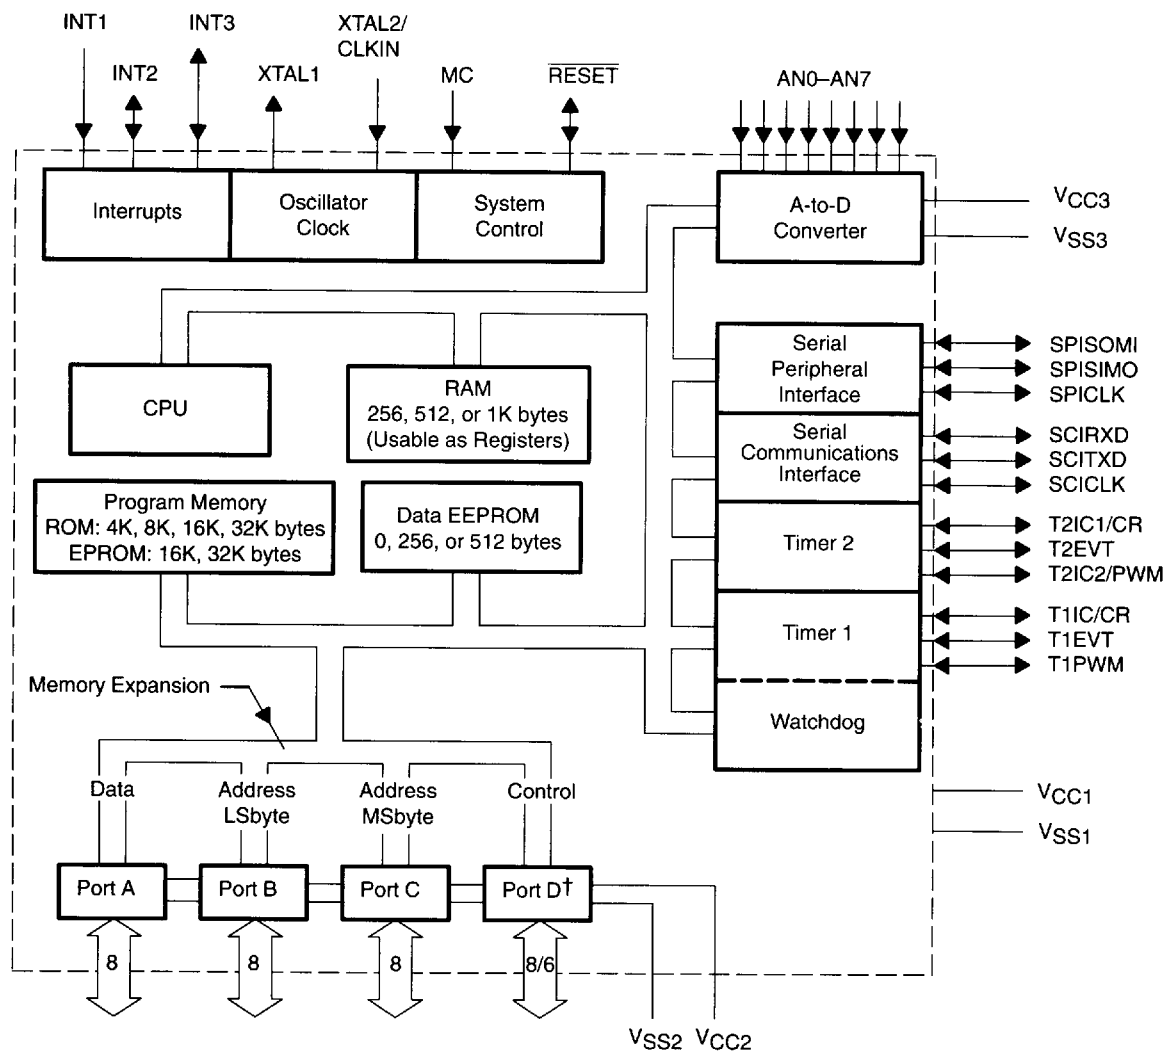 INT1
INT2
INT3
XTAL1
XTAL2/
CLKIN
MC
RESET
AN0–AN7
Interrupts
Oscillator
Clock
System
Control
A-to-D
Converter
VCC3
VSS3
CPU
RAM
256, 512, or 1K bytes
(Usable as Registers)
Serial
Peripheral
Interface
SPISOMI
SPISIMO
SPICLK
Serial
Communications
Interface
SCIRXD
SCITXD
SCICLK
Program Memory
ROM: 4K, 8K, 16K, 32K bytes
EPROM: 16K, 32K bytes
Data EEPROM
0, 256, or 512 bytes
Timer 2
T2IC1/CR
T2EVT
T2IC2/PWM
Timer 1
T1IC/CR
T1EVT
T1PWM
Memory Expansion
Watchdog
Data
Address
LSbyte
Address
MSbyte
Control
VCC1
VSS1
Port A
Port B
Port C
Port D†
8
8
8
8/6
VSS2
VCC2